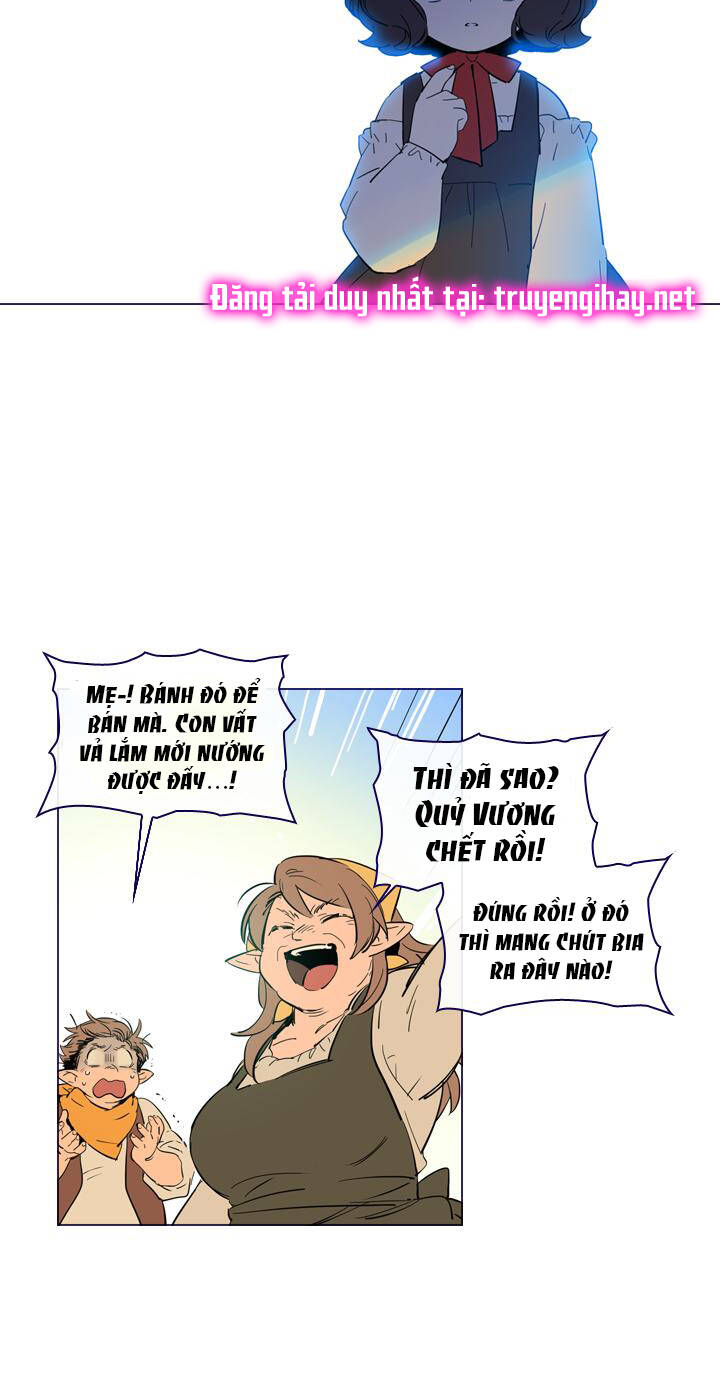 Đăng tải duy nhất tại: truyengihay.net
Mẹ-! Bánh đó để
bán mà. Con vất
vả lắm mới nướng
được đấy...!
Thì đã sao?
Quỷ Vương
chết rồi!
Đúng rồi! Ở đó
thì mang chút bia
ra đây nào!